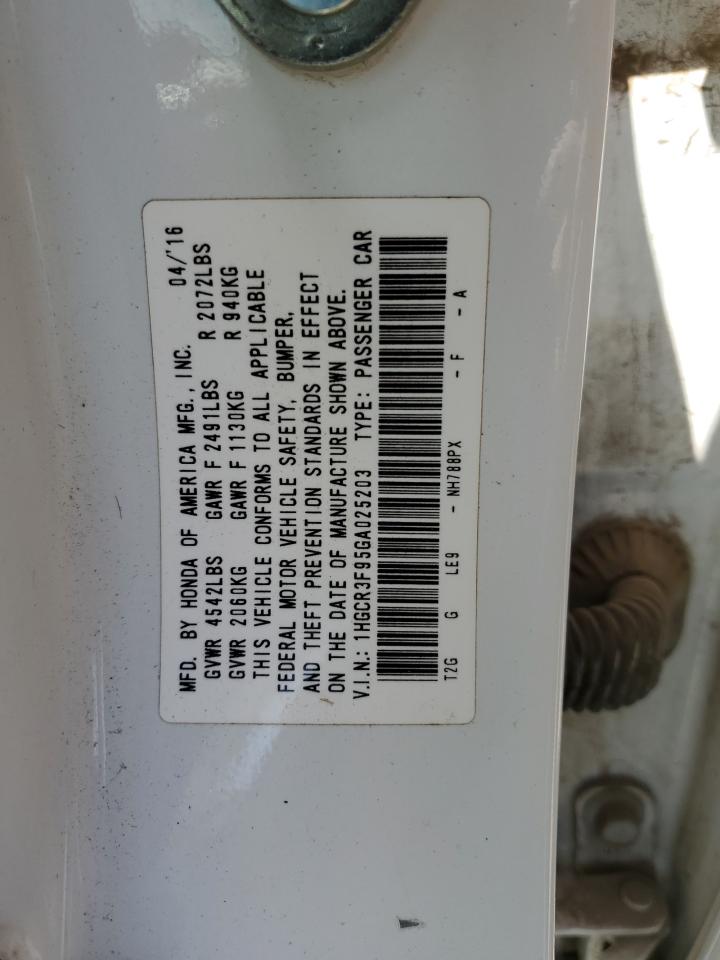 MFD. BY HONDA OF AMERICA MFG., INC. 04/'16
GVWR 4542LBS GAWR F 2491LBS R 2072LBS
GVWR 2060KG GAWR F 1130KG R 940KG
THIS VEHICLE CONFORMS TO ALL APPLICABLE
FEDERAL MOTOR VEHICLE SAFETY, BUMPER,
AND THEFT PREVENTION STANDARDS IN EFFECT
ON THE DATE OF MANUFACTURE SHOWN ABOVE.
V.I.N.: 1HGCR3F95GA025203 TYPE: PASSENGER CAR
T2G G LE9 - NH788PX - F - A